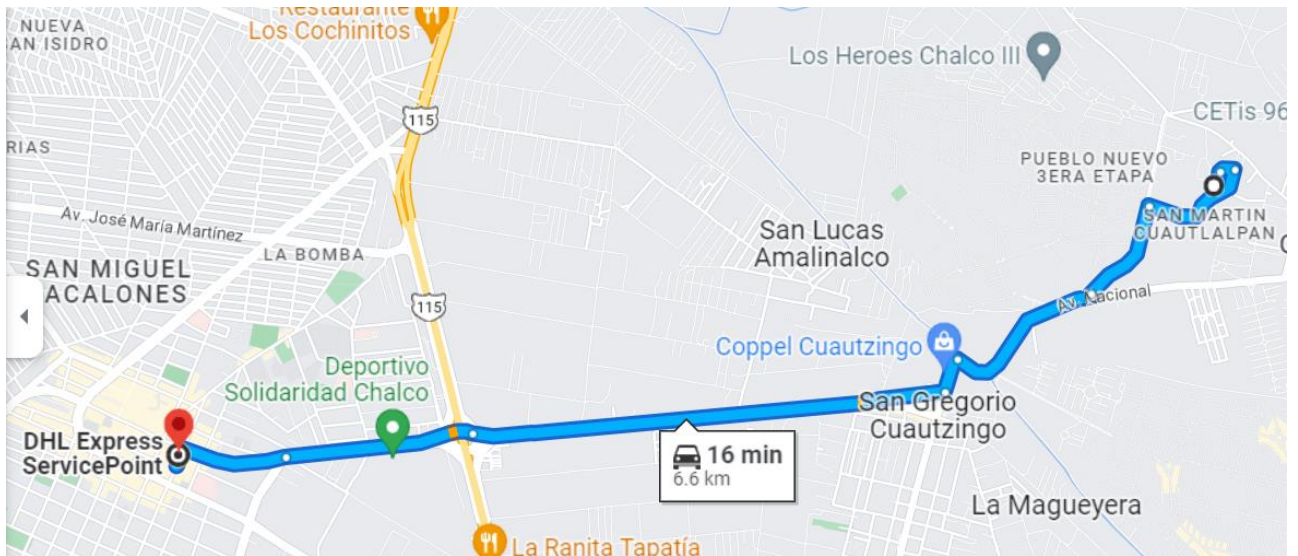 Restaurante
Los Cochinitos
NUEVA
SAN ISIDRO
115
Los Heroes Chalco III
CETis 96
PUEBLO NUEVO
3ERA ETAPA
Av. José María Martínez
LA BOMBA
San Lucas
Amalinalco
SAN MARTIN
CUAUTLALPAN
SAN MIGUEL
115
Av. Nacional
Coppel Cuautzingo
Deportivo
Solidaridad Chalco
San Gregorio
Cuautzingo
DHL Express
ServicePoint
16 min
6.6 km
La Magueyera
La Ranita Tapatía